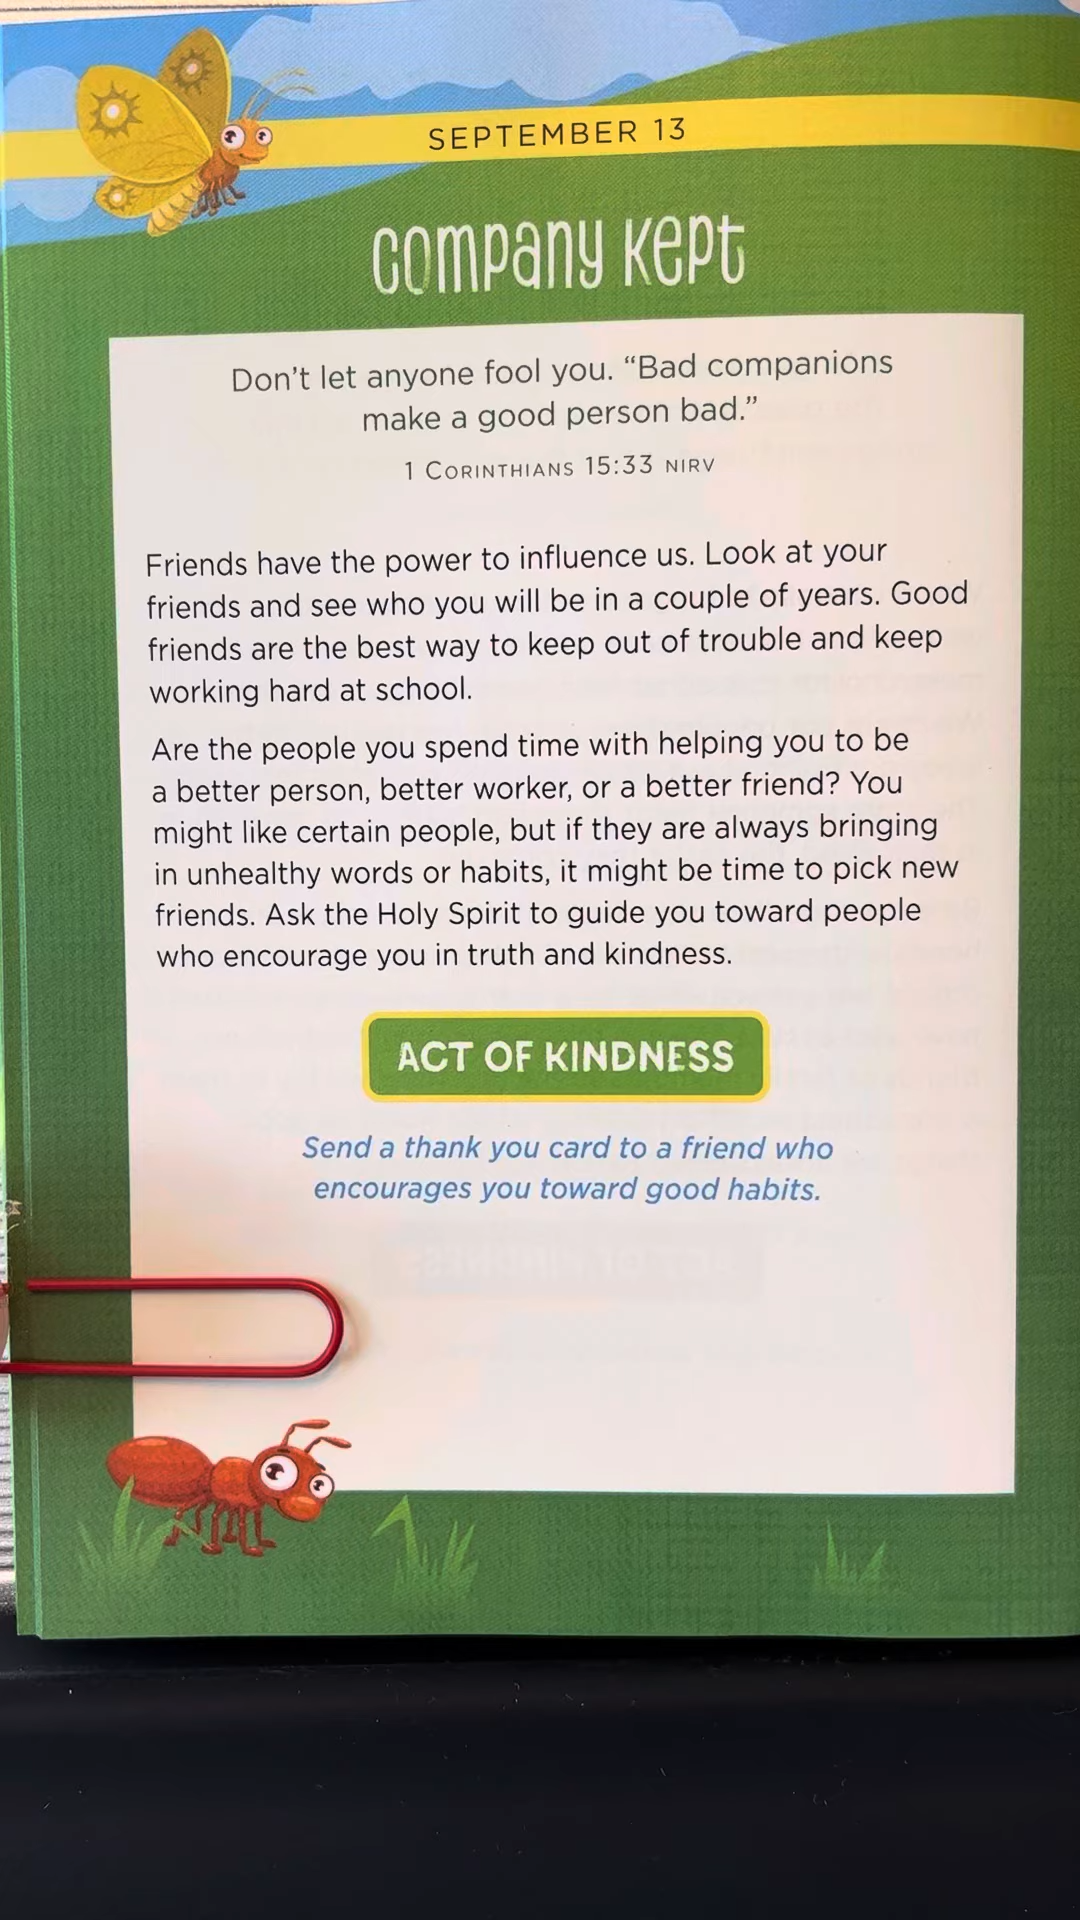 SEPTEMBER 13
Company Kept
Don't let anyone fool you. “Bad companions
make a good person bad.”
1 CORINTHIANS 15:33 NIRV
Friends have the power to influence us. Look at your
friends and see who you will be in a couple of years. Good
friends are the best way to keep out of trouble and keep
working hard at school.
Are the people you spend time with helping you to be
a better person, better worker, or a better friend? You
might like certain people, but if they are always bringing
in unhealthy words or habits, it might be time to pick new
friends. Ask the Holy Spirit to guide you toward people
who encourage you in truth and kindness.
ACT OF KINDNESS
Send a thank you card to a friend who
encourages you toward good habits.